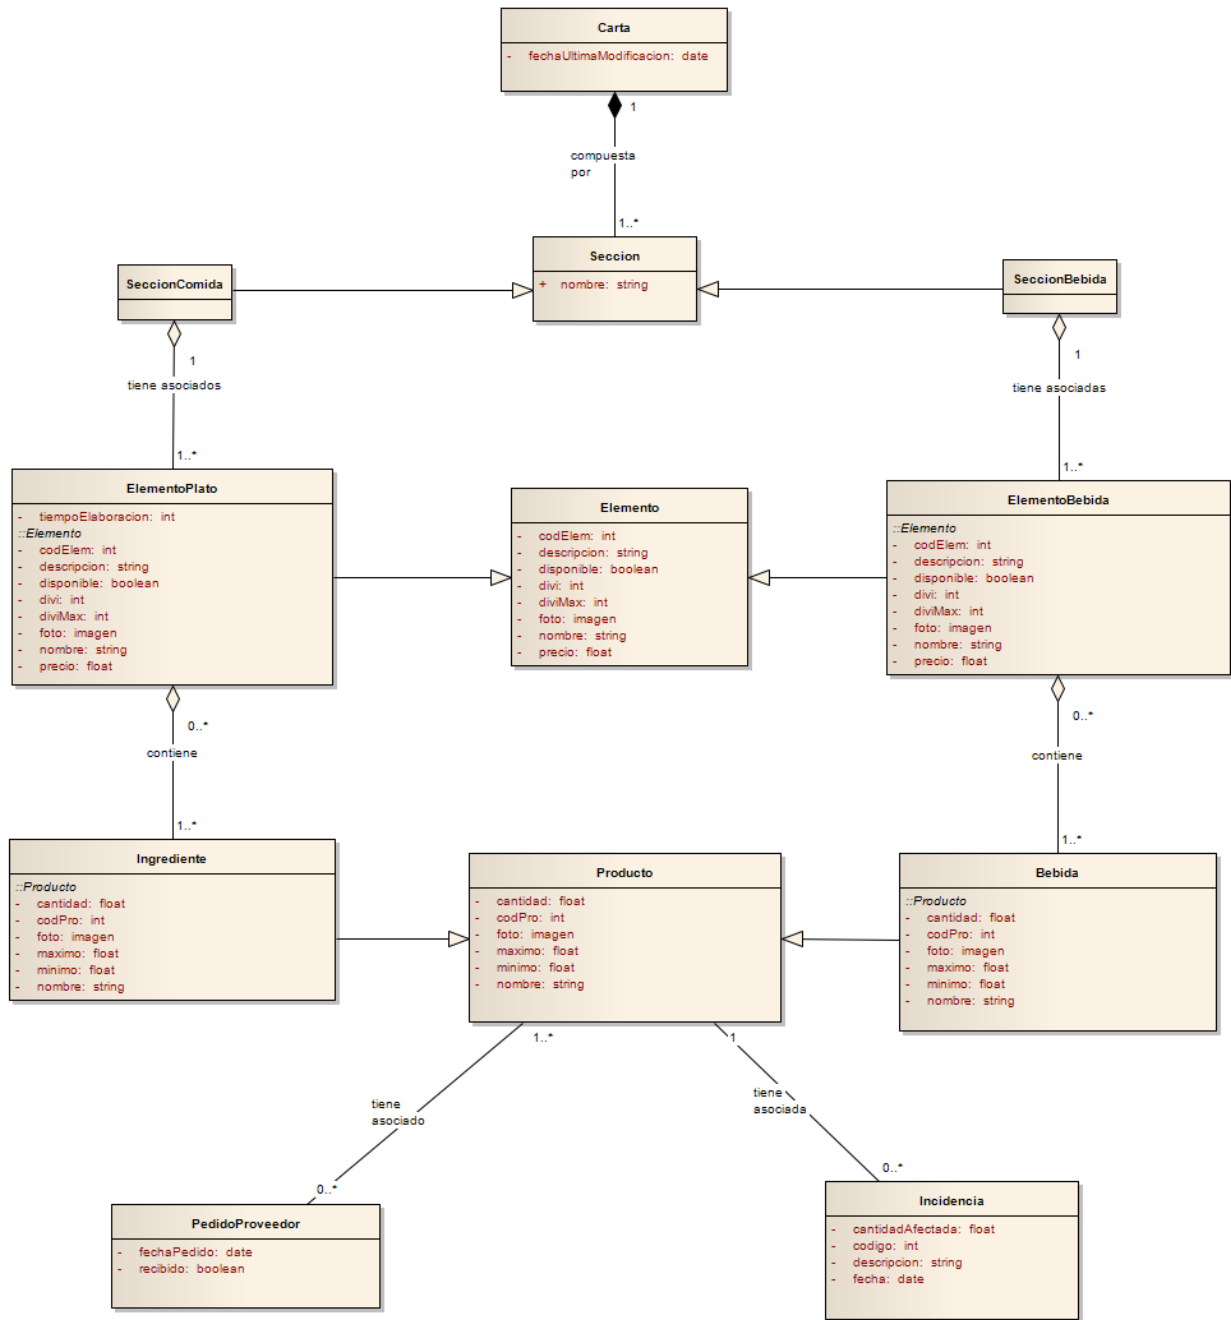 Carta
- fechaUltimaModificacion: date
1
compuesta
por
1..*
Seccion
+ nombre: string
SeccionComida
SeccionBebida
1
tiene asociados
1..*
1
tiene asociadas
1..*
ElementoPlato
- tiempoElaboracion: int
::Elemento
- codElem: int
- descripcion: string
- disponible: boolean
- divi: int
- diviMax: int
- foto: imagen
- nombre: string
- precio: float
Elemento
- codElem: int
- descripcion: string
- disponible: boolean
- divi: int
- diviMax: int
- foto: imagen
- nombre: string
- precio: float
ElementoBebida
::Elemento
- codElem: int
- descripcion: string
- disponible: boolean
- divi: int
- diviMax: int
- foto: imagen
- nombre: string
- precio: float
0..*
contiene
1..*
0..*
contiene
1..*
Ingrediente
::Producto
- cantidad: float
- codPro: int
- foto: imagen
- maximo: float
- minimo: float
- nombre: string
Producto
- cantidad: float
- codPro: int
- foto: imagen
- maximo: float
- minimo: float
- nombre: string
Bebida
::Producto
- cantidad: float
- codPro: int
- foto: imagen
- maximo: float
- minimo: float
- nombre: string
1..*
tiene
asociado
0..*
1
tiene
asociada
0..*
PedidoProveedor
- fechaPedido: date
- recibido: boolean
Incidencia
- cantidadAfectada: float
- codigo: int
- descripcion: string
- fecha: date